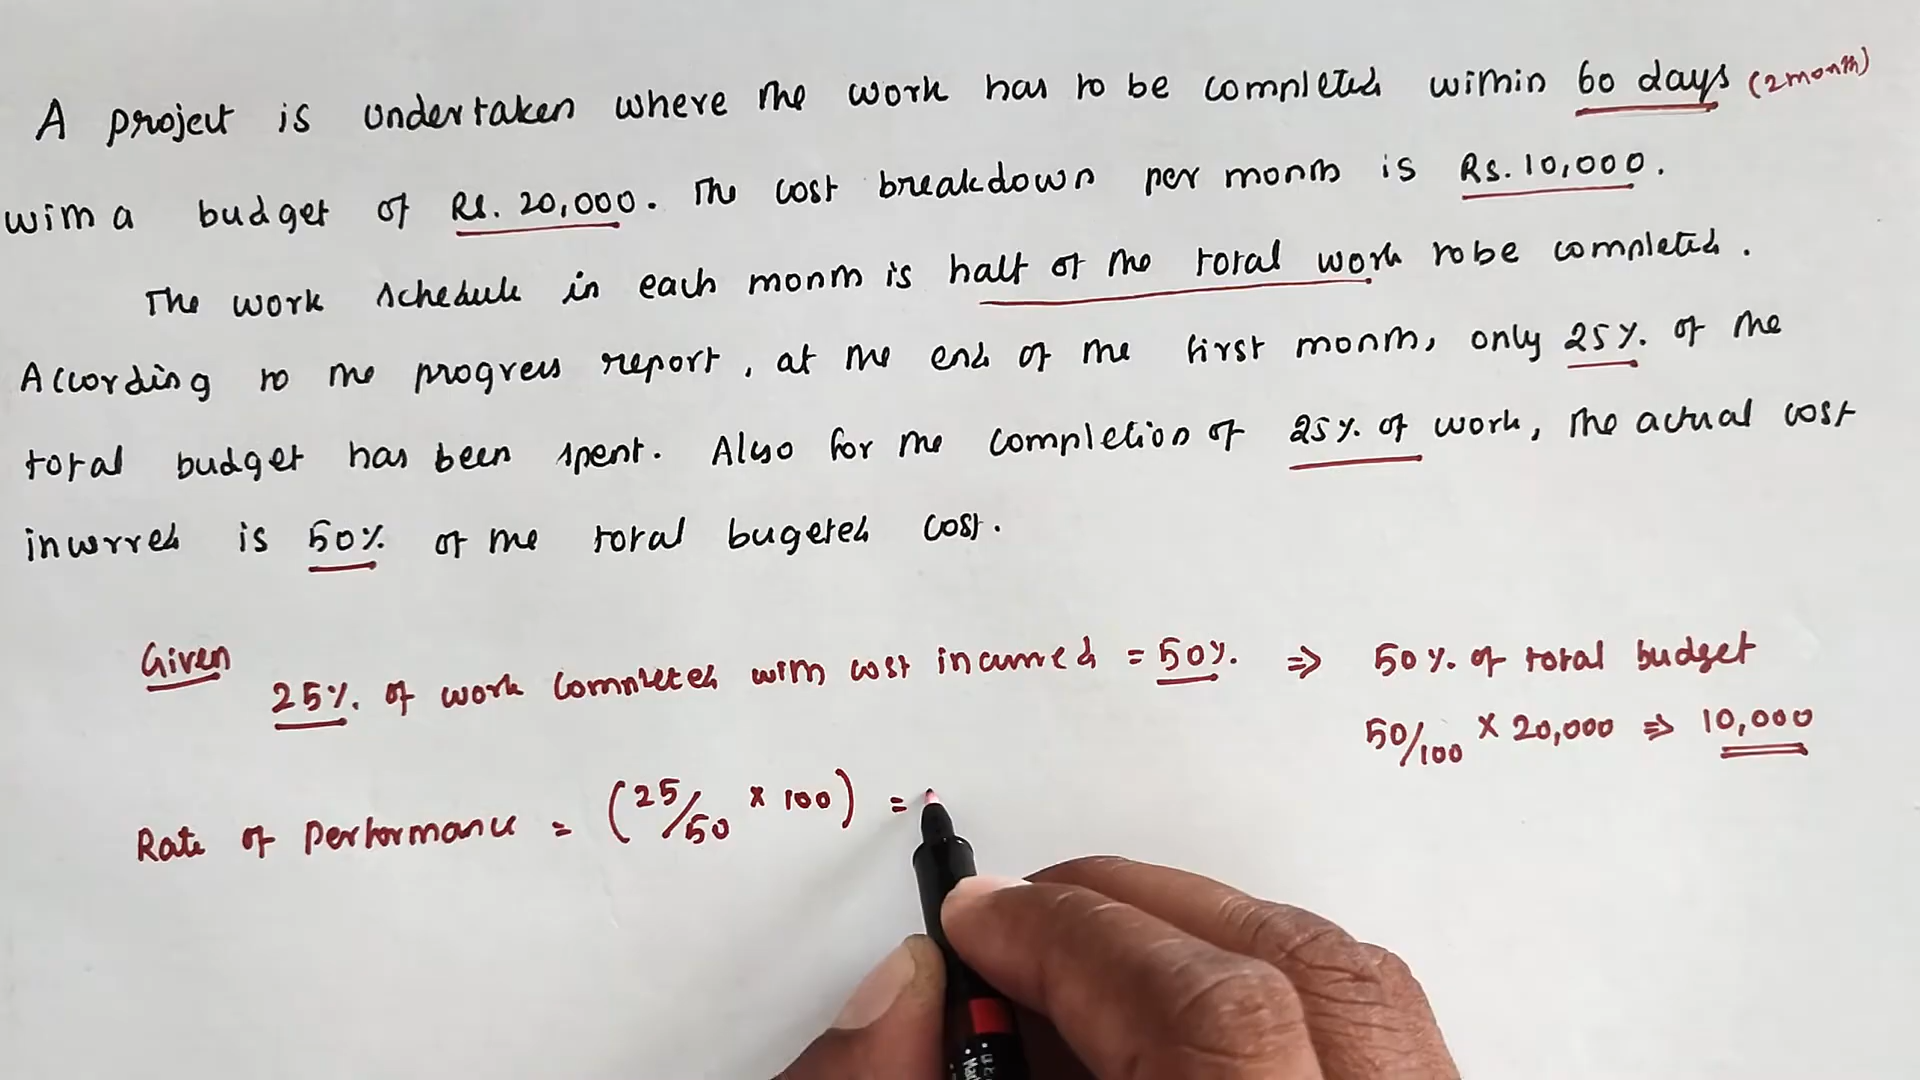 A project is undertaken where the work has to be completed within 60 days (2 month)
with a budget of Rs. 20,000. The cost breakdown per month is Rs. 10,000.
The work schedule in each month is half of the total work to be completed.
According to the progress report, at the end of the first month, only 25%. of the
total budget has been spent. Also for the completion of 25%. of work, the actual cost
incurred is 50% of the total bugeted cost.
Given
25%. of work completed with cost incurred = 50%. => 50%. of total budget
50/100 x 20,000 => 10,000
Rate of performance = (25/50 x 100) =